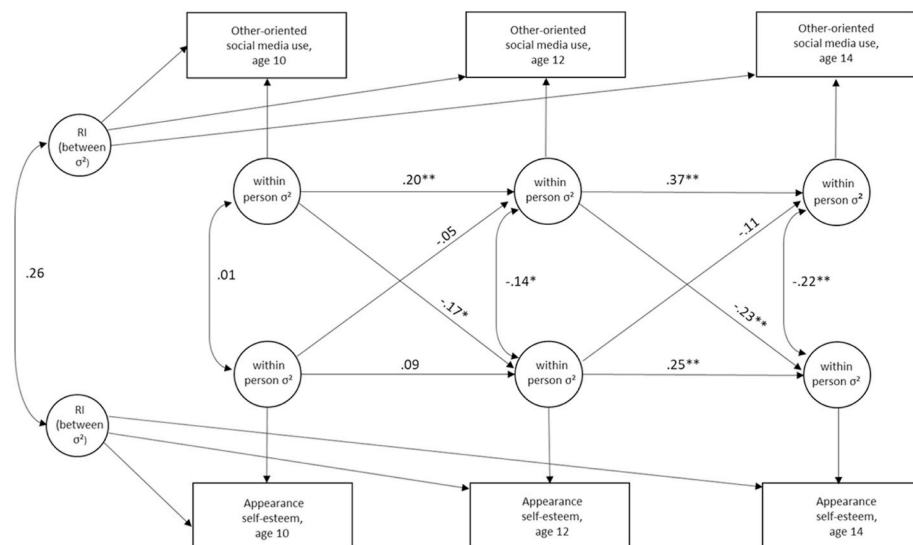 Other-oriented
social media use,
age 10
Other-oriented
social media use,
age 12
Other-oriented
social media use,
age 14
RI
(between
σ²)
within
person σ²
.20**
within
person σ²
.37**
within
person σ²
-.05
-.11
.26
.01
-.14*
-.22**
-.17*
-.23**
within
person σ²
.09
within
person σ²
.25**
within
person σ²
RI
(between
σ²)
Appearance
self-esteem,
age 10
Appearance
self-esteem,
age 12
Appearance
self-esteem,
age 14